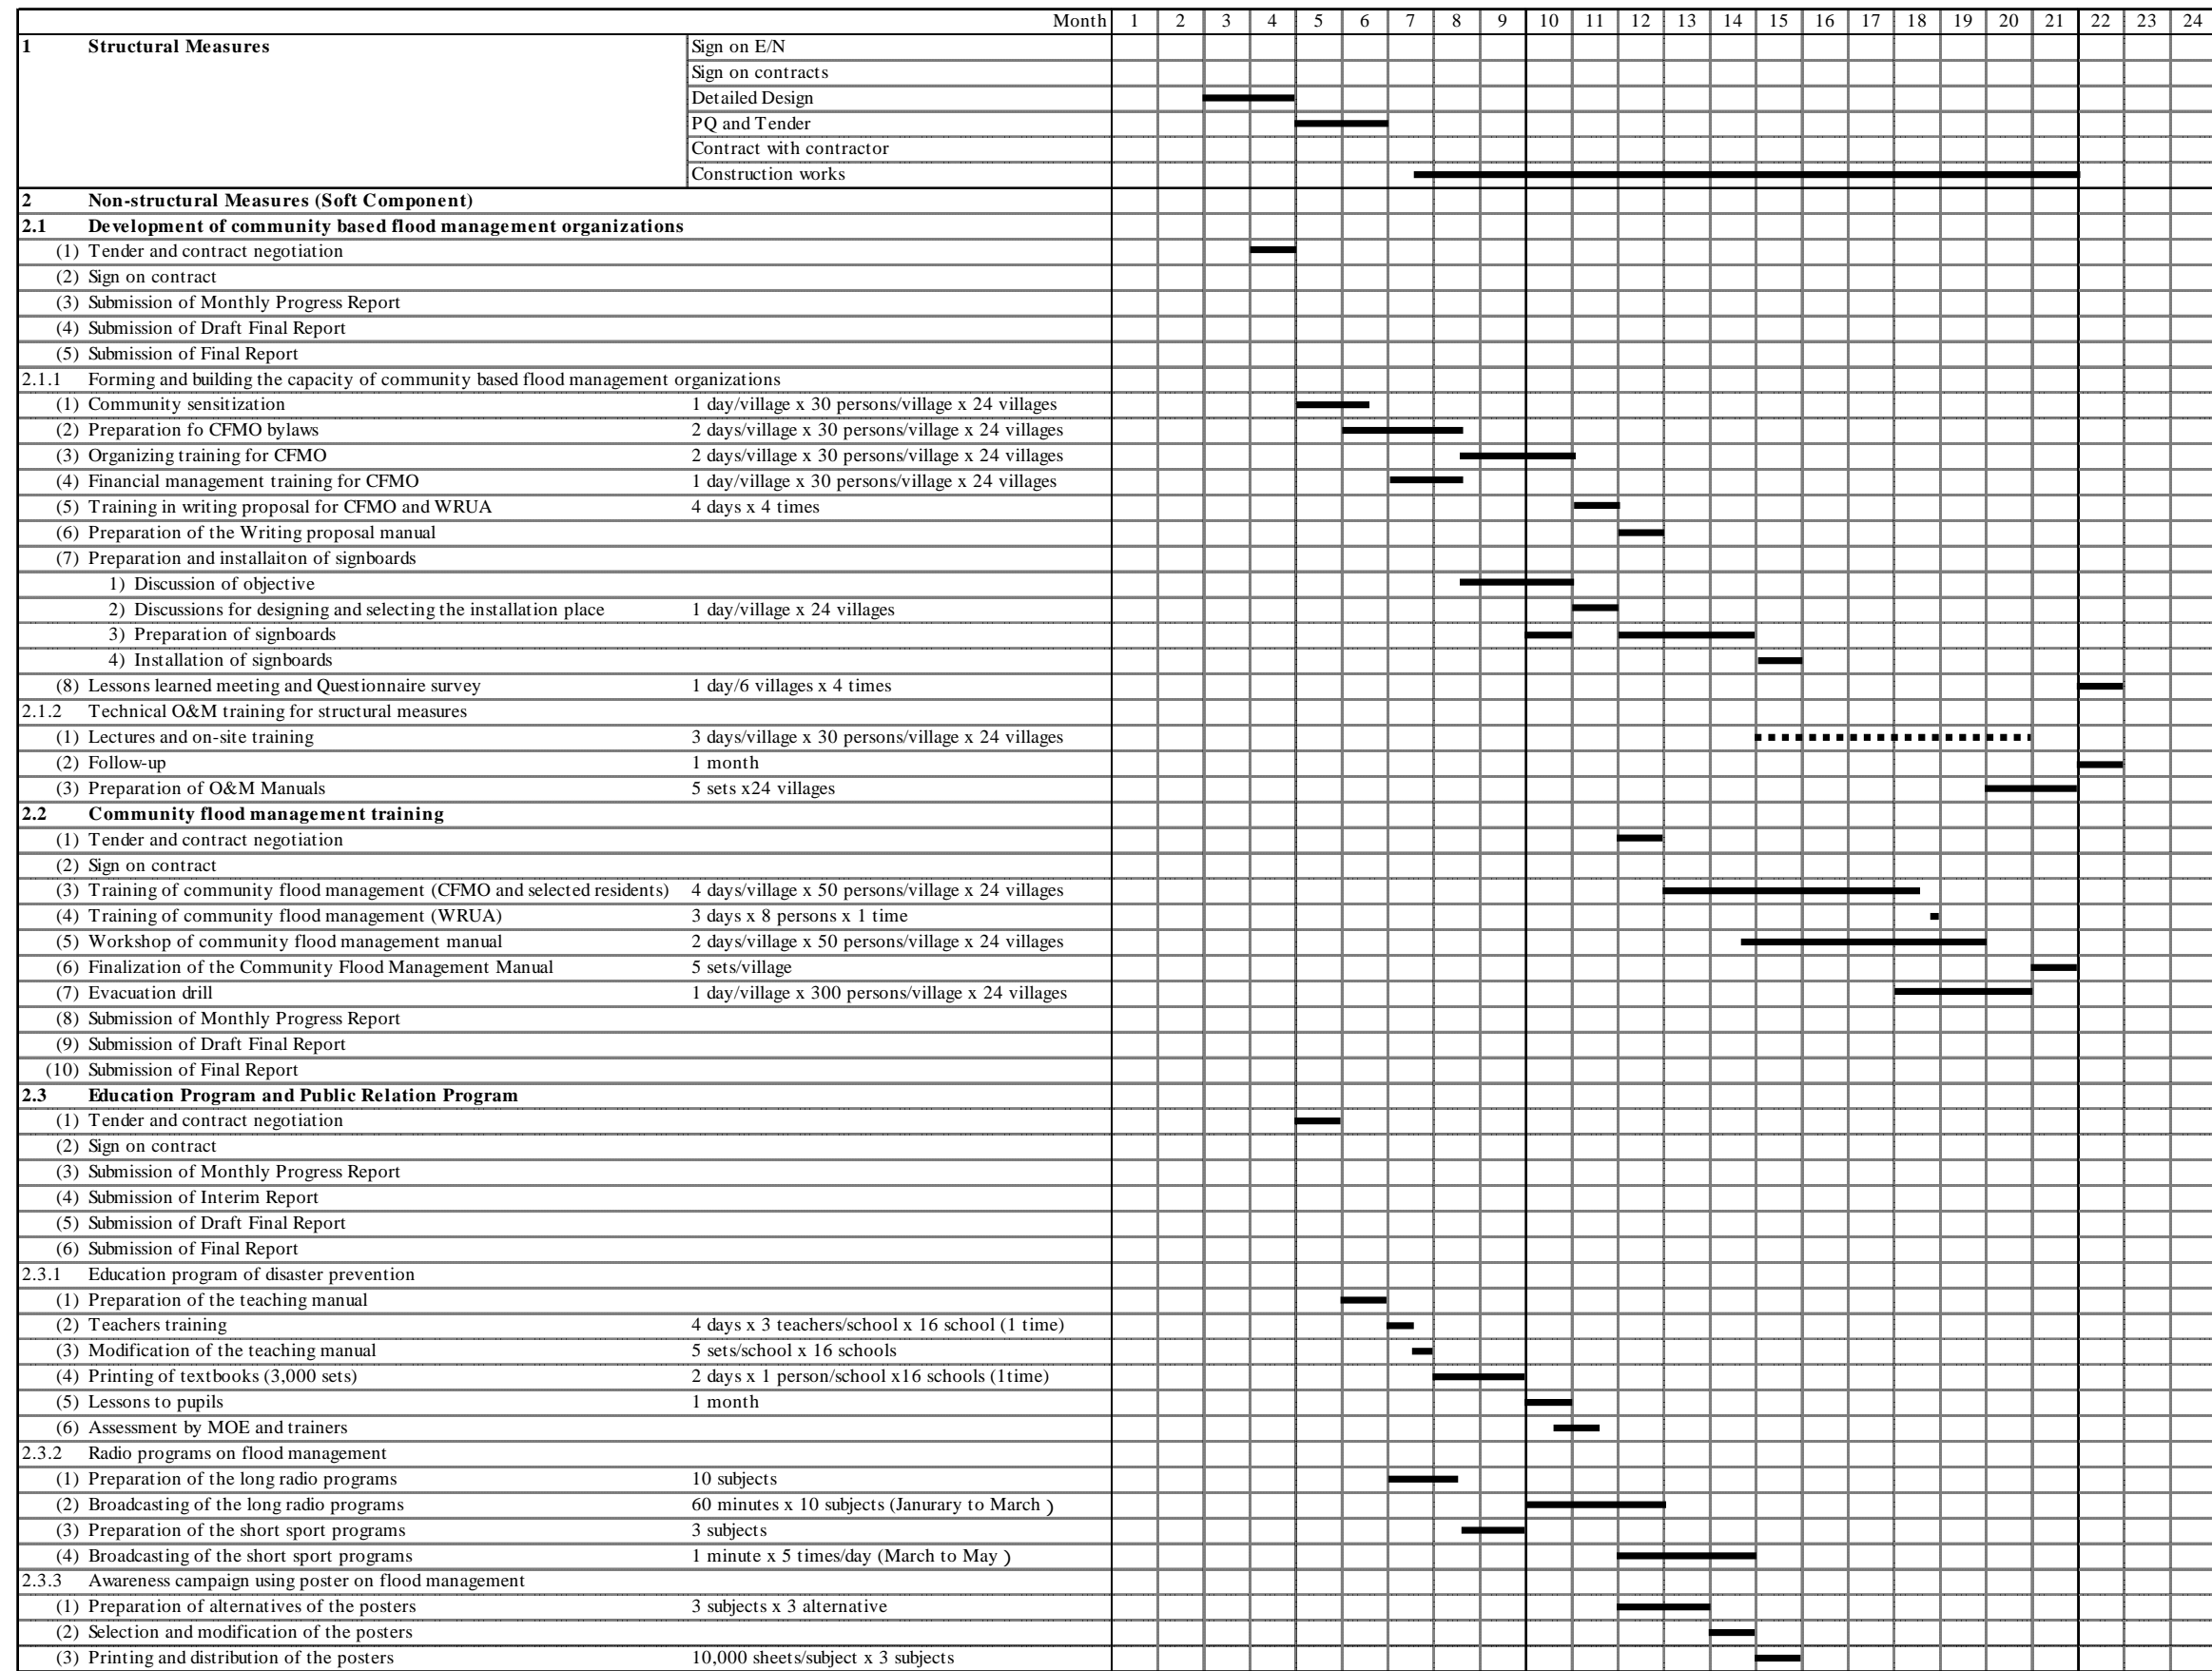 Month 1 2 3 4 5 6 7 8 9 10 11 12 13 14 15 16 17 18 19 20 21 22 23 24
1 Structural Measures Sign on E/N
Sign on contracts
Detailed Design
PQ and Tender
Contract with contractor
Construction works
2 Non-structural Measures (Soft Component)
2.1 Development of community based flood management organizations
(1) Tender and contract negotiation
(2) Sign on contract
(3) Submission of Monthly Progress Report
(4) Submission of Draft Final Report
(5) Submission of Final Report
2.1.1 Forming and building the capacity of community based flood management organizations
(1) Community sensitization 1 day/village x 30 persons/village x 24 villages
(2) Preparation fo CFMO bylaws 2 days/village x 30 persons/village x 24 villages
(3) Organizing training for CFMO 2 days/village x 30 persons/village x 24 villages
(4) Financial management training for CFMO 1 day/village x 30 persons/village x 24 villages
(5) Training in writing proposal for CFMO and WRUA 4 days x 4 times
(6) Preparation of the Writing proposal manual
(7) Preparation and installaiton of signboards
1) Discussion of objective
2) Discussions for designing and selecting the installation place 1 day/village x 24 villages
3) Preparation of signboards
4) Installation of signboards
(8) Lessons learned meeting and Questionnaire survey 1 day/6 villages x 4 times
2.1.2 Technical O&M training for structural measures
(1) Lectures and on-site training 3 days/village x 30 persons/village x 24 villages
(2) Follow-up 1 month
(3) Preparation of O&M Manuals 5 sets x24 villages
2.2 Community flood management training
(1) Tender and contract negotiation
(2) Sign on contract
(3) Training of community flood management (CFMO and selected residents) 4 days/village x 50 persons/village x 24 villages
(4) Training of community flood management (WRUA) 3 days x 8 persons x 1 time
(5) Workshop of community flood management manual 2 days/village x 50 persons/village x 24 villages
(6) Finalization of the Community Flood Management Manual 5 sets/village
(7) Evacuation drill 1 day/village x 300 persons/village x 24 villages
(8) Submission of Monthly Progress Report
(9) Submission of Draft Final Report
(10) Submission of Final Report
2.3 Education Program and Public Relation Program
(1) Tender and contract negotiation
(2) Sign on contract
(3) Submission of Monthly Progress Report
(4) Submission of Interim Report
(5) Submission of Draft Final Report
(6) Submission of Final Report
2.3.1 Education program of disaster prevention
(1) Preparation of the teaching manual
(2) Teachers training 4 days x 3 teachers/school x 16 school (1 time)
(3) Modification of the teaching manual 5 sets/school x 16 schools
(4) Printing of textbooks (3,000 sets) 2 days x 1 person/school x16 schools (1time)
(5) Lessons to pupils 1 month
(6) Assessment by MOE and trainers
2.3.2 Radio programs on flood management
(1) Preparation of the long radio programs 10 subjects
(2) Broadcasting of the long radio programs 60 minutes x 10 subjects (Janurary to March )
(3) Preparation of the short sport programs 3 subjects
(4) Broadcasting of the short sport programs 1 minute x 5 times/day (March to May )
2.3.3 Awareness campaign using poster on flood management
(1) Preparation of alternatives of the posters 3 subjects x 3 alternative
(2) Selection and modification of the posters
(3) Printing and distribution of the posters 10,000 sheets/subject x 3 subjects